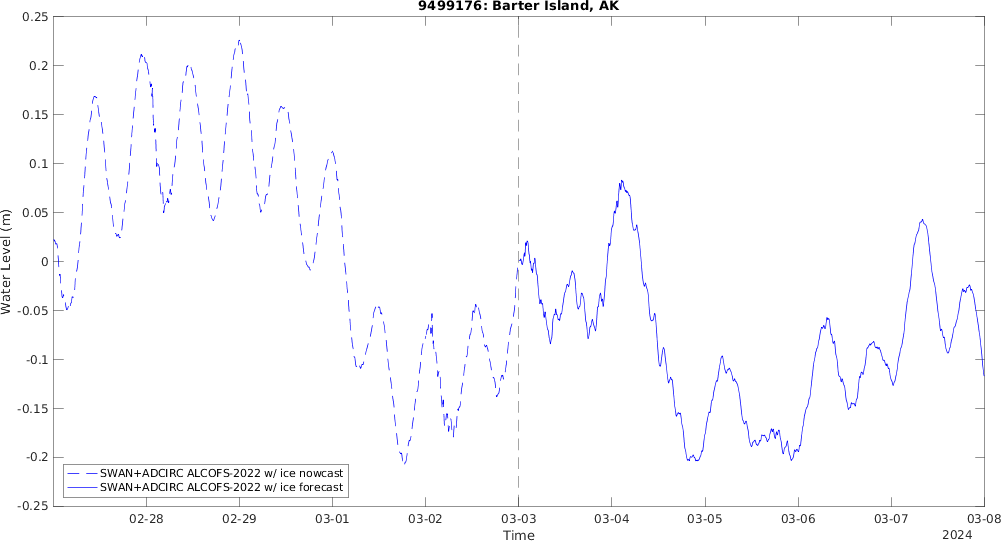 9499176: Barter Island, AK
0.25
0.2
0.15
0.1
0.05
0
-0.05
-0.1
-0.15
-0.2
-0.25
Water Level (m)
SWAN+ADCIRC ALCOFS-2022 w/ ice nowcast
SWAN+ADCIRC ALCOFS-2022 w/ ice forecast
02-28 02-29 03-01 03-02 03-03 03-04 03-05 03-06 03-07 03-08
Time
2024